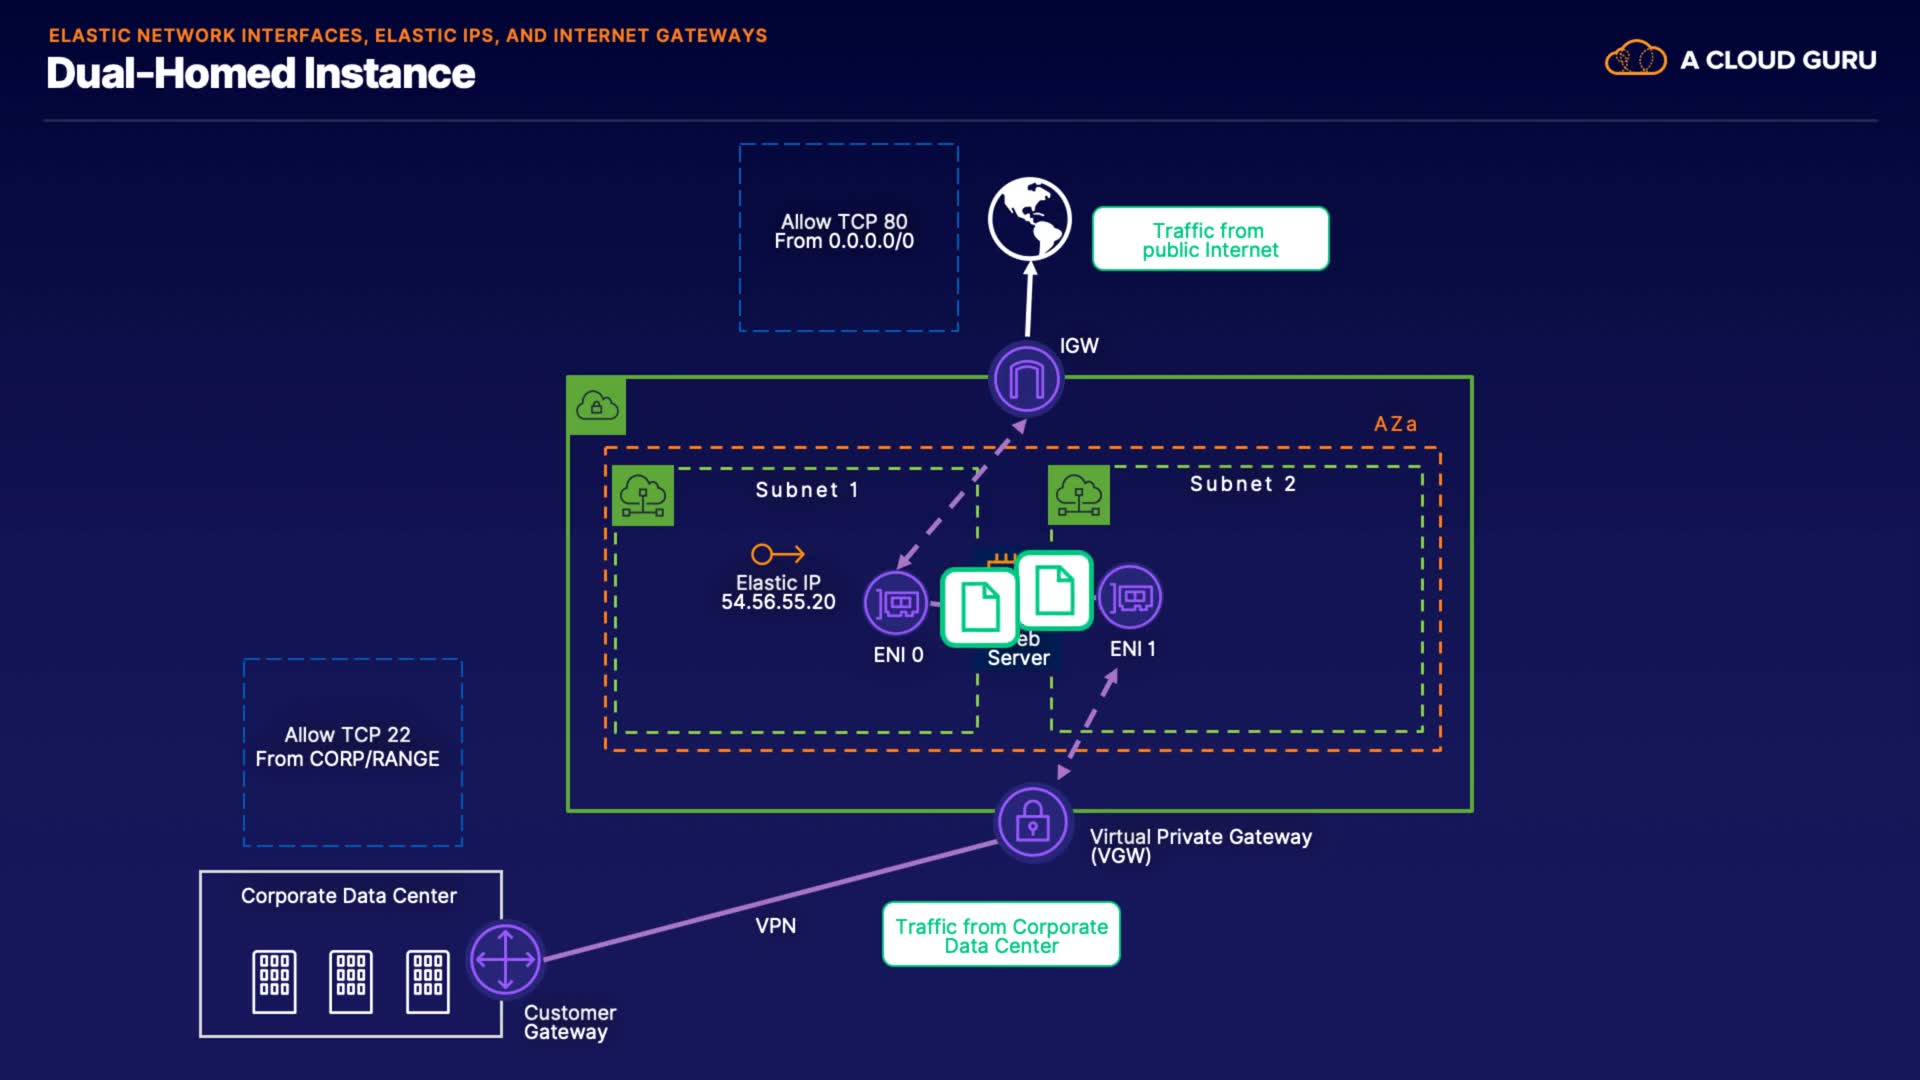 ELASTIC NETWORK INTERFACES, ELASTIC IPS, AND INTERNET GATEWAYS
Dual-Homed Instance
A CLOUD GURU
Allow TCP 80
From 0.0.0.0/0
Traffic from
public Internet
IGW
AZa
Subnet 1
Subnet 2
Elastic IP
54.56.55.20
ENI 0
eb
Server
ENI 1
Allow TCP 22
From CORP/RANGE
Virtual Private Gateway
(VGW)
Corporate Data Center
VPN
Traffic from Corporate
Data Center
Customer
Gateway